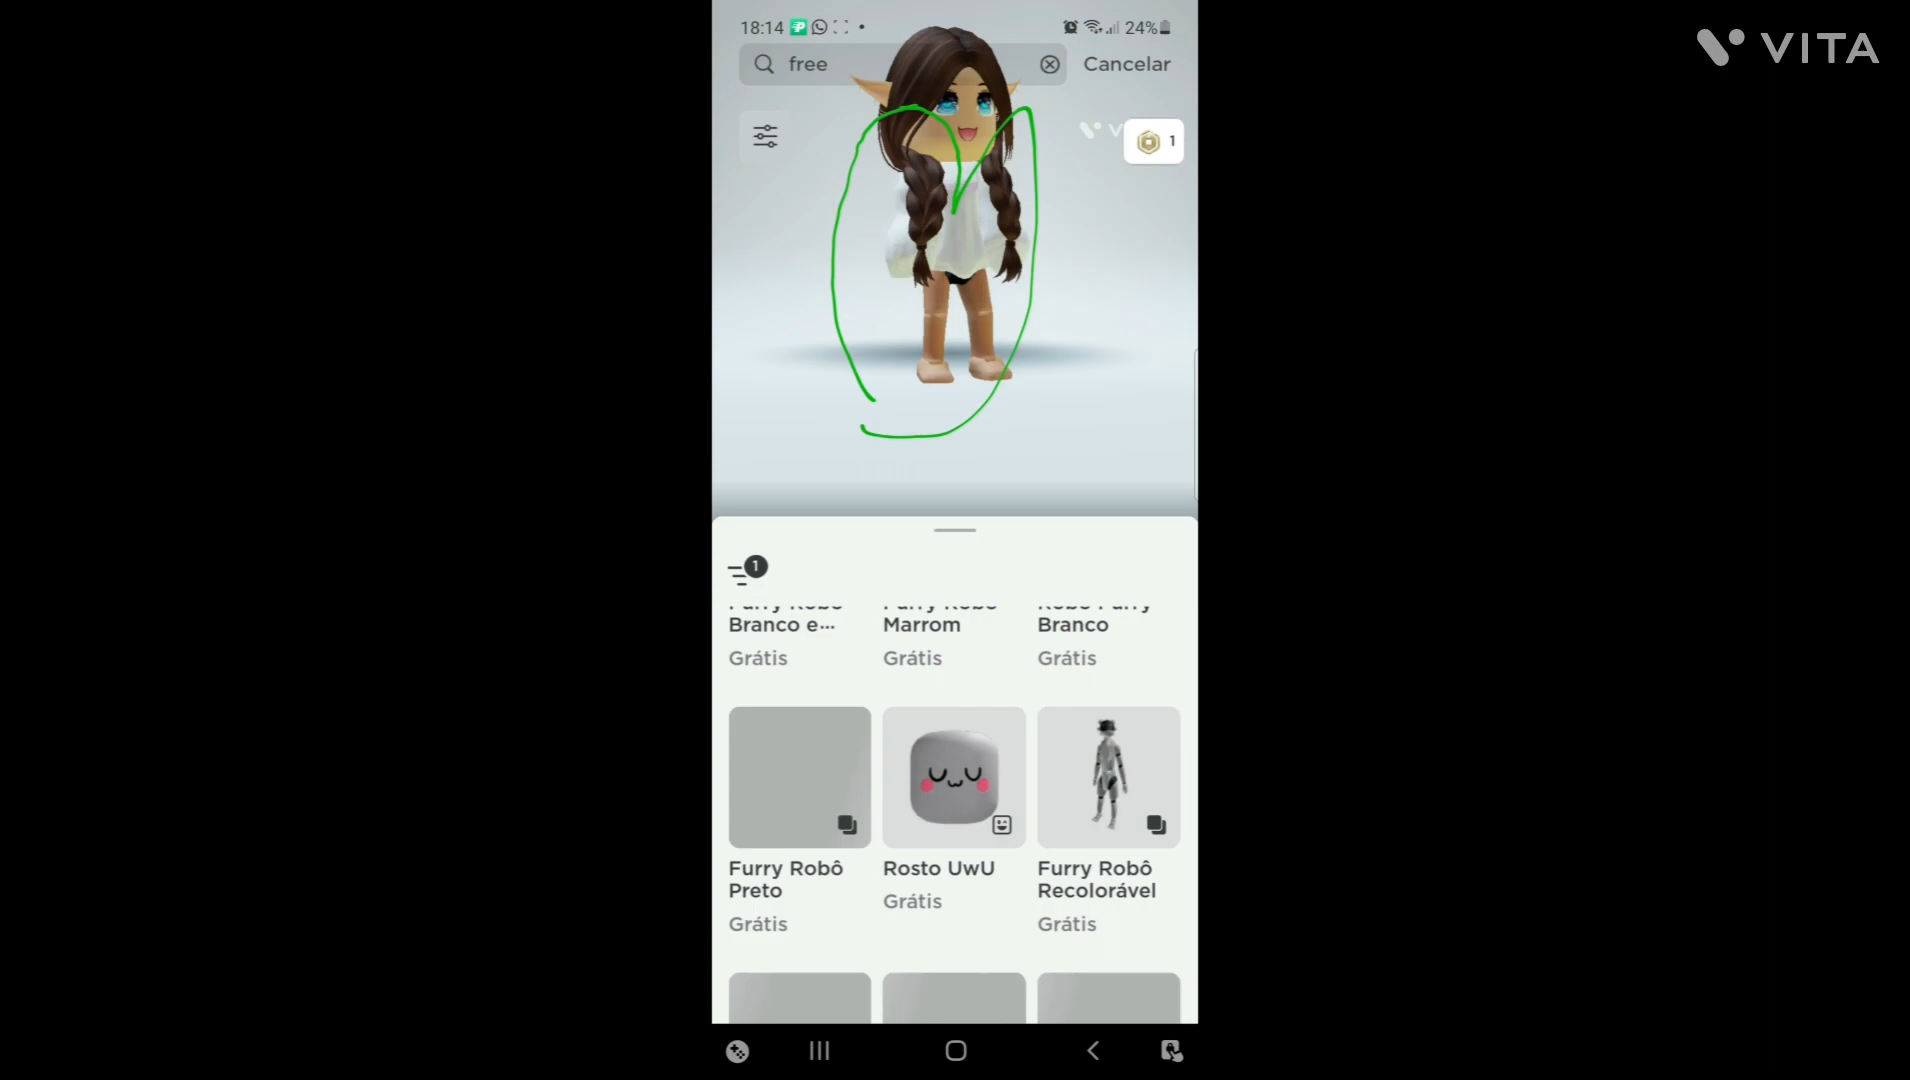 18:14
24%
VITA
free
Cancelar
1
1
Branco e...
Marrom
Branco
Grátis
Grátis
Grátis
Furry Robô
Preto
Grátis
Rosto UwU
Grátis
Furry Robô
Recolorável
Grátis